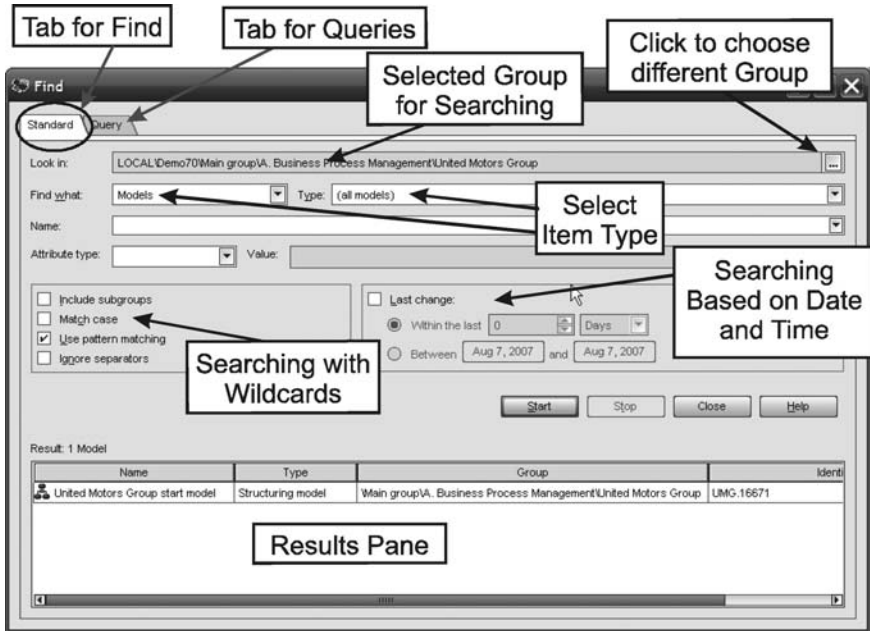 Tab for Find
Tab for Queries
Click to choose
different Group
Selected Group
for Searching
Find
Standard
Query
Look in:
LOCAL\Demo70\Main group\A. Business Process Management\United Motors Group
...
Find what:
Models
Type:
(all models)
Select
Item Type
Name:
Attribute type:
Value:
Searching
Based on Date
and Time
Include subgroups
Match case
Use pattern matching
Ignore separators
Searching with
Wildcards
Last change:
Within the last
0
Days
Between
Aug 7, 2007
and
Aug 7, 2007
Start
Stop
Close
Help
Result: 1 Model
Name
Type
Group
Identi
United Motors Group start model
Structuring model
\Main group\A. Business Process Management\United Motors Group
UMG.16671
Results Pane